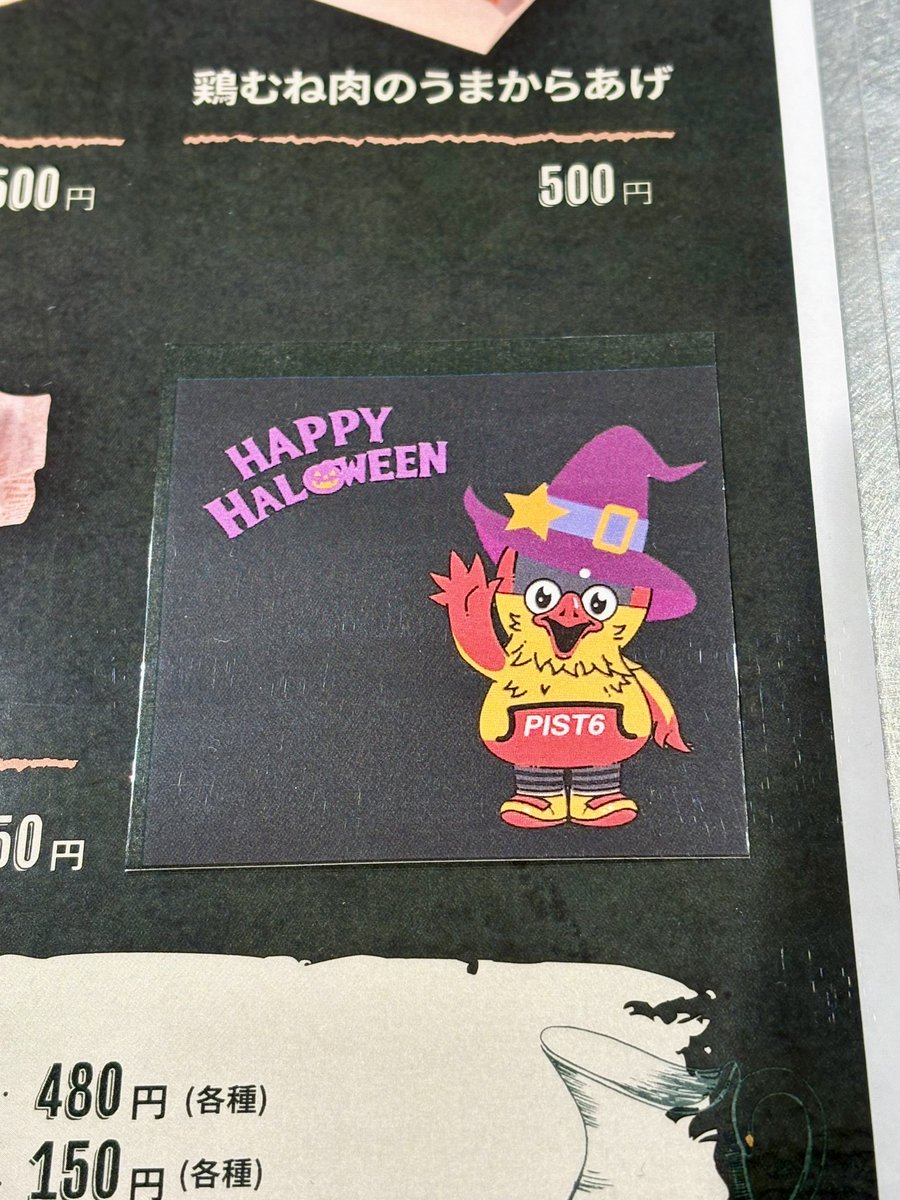 鶏むね肉のうまからあげ
500円
500円
HAPPY
HALOWEEN
PIST6
50円
480円 (各種)
150円 (各種)